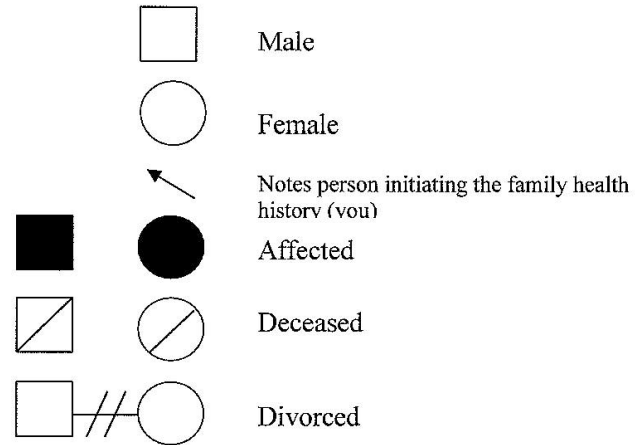 Male
Female
Notes person initiating the family health
history (you)
Affected
Deceased
Divorced